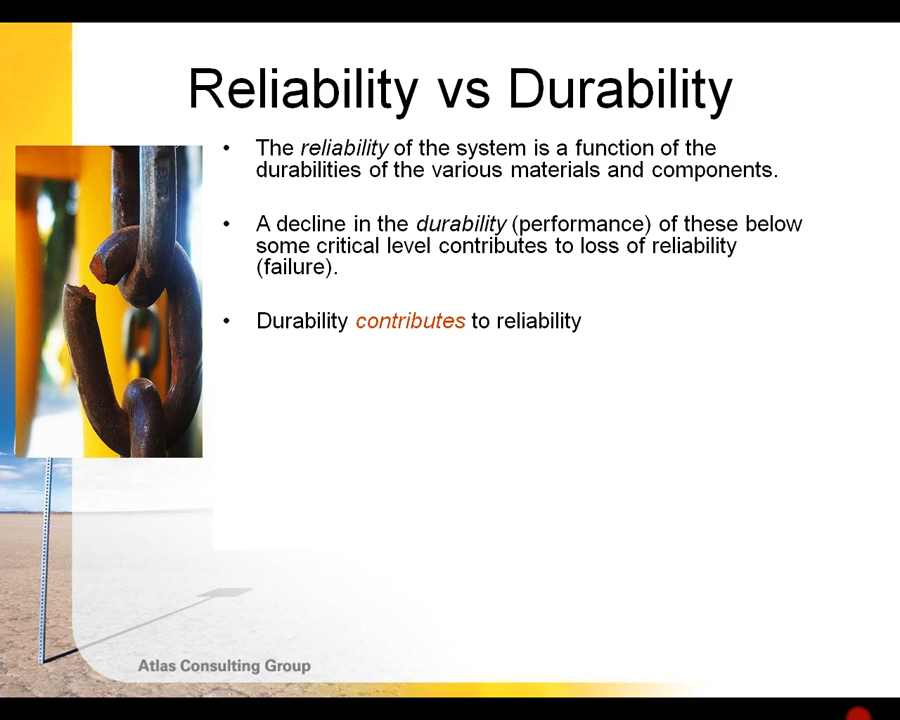 Reliability vs Durability
• The reliability of the system is a function of the
durabilities of the various materials and components.
• A decline in the durability (performance) of these below
some critical level contributes to loss of reliability
(failure).
• Durability contributes to reliability
Atlas Consulting Group